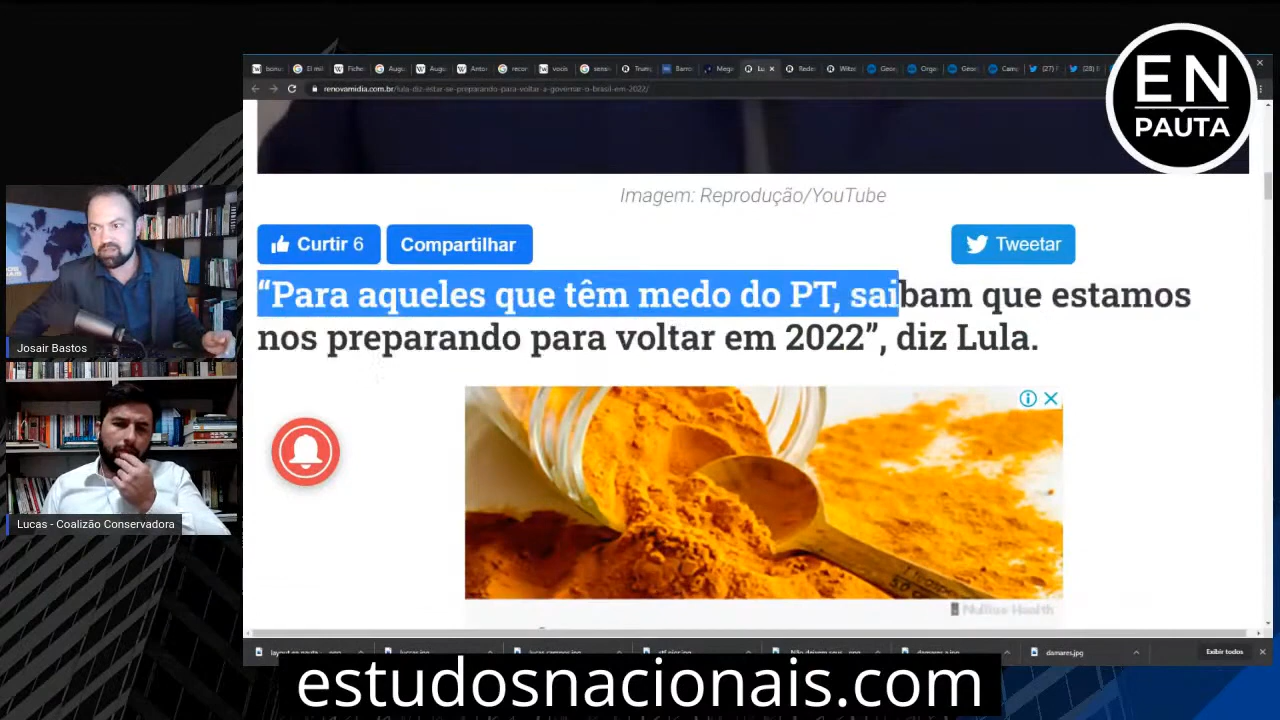 EN
PAUTA
renovamidia.com.br/lula-diz-estar-se-preparando-para-voltar-a-governar-o-brasil-em-2022/
Imagem: Reprodução/YouTube
Curtir 6
Compartilhar
Tweetar
“Para aqueles que têm medo do PT, saibam que estamos
nos preparando para voltar em 2022”, diz Lula.
Josair Bastos
Lucas - Coalizão Conservadora
damares.jpg
Exibir todos
estudosnacionais.com